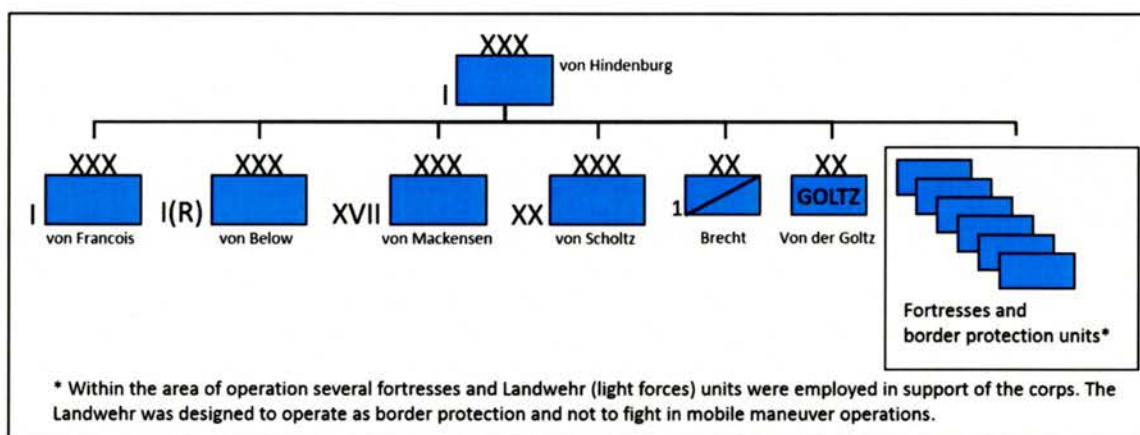 XXX
von Hindenburg
I
XXX
XXX
XXX
XXX
XX
XX
I
I(R)
XVII
XX
1
GOLTZ
von Francois
von Below
von Mackensen
von Scholtz
Brecht
Von der Goltz
Fortresses and
border protection units*
* Within the area of operation several fortresses and Landwehr (light forces) units were employed in support of the corps. The
Landwehr was designed to operate as border protection and not to fight in mobile maneuver operations.